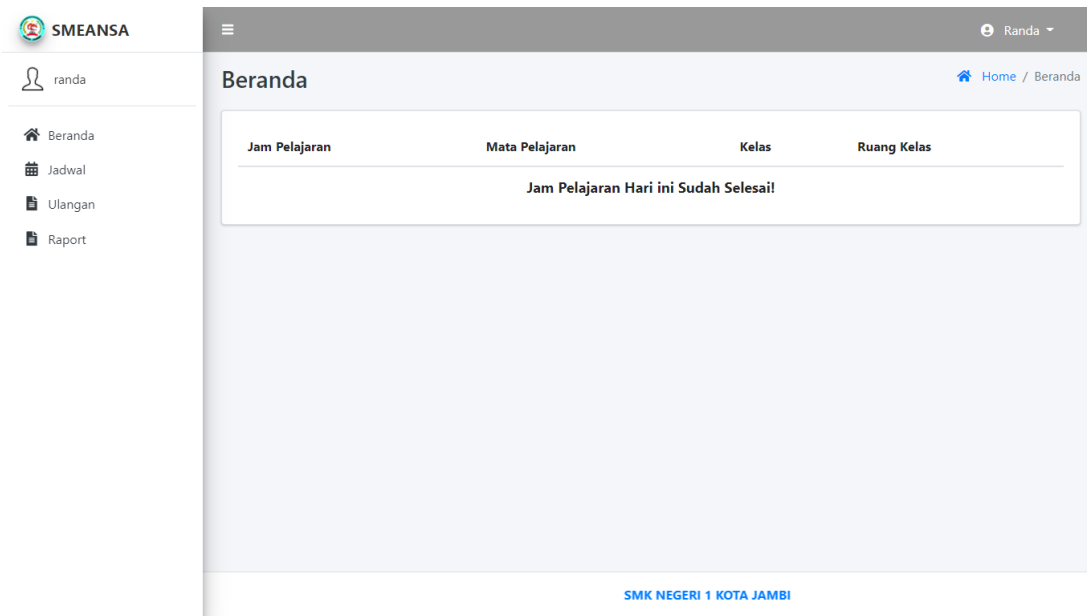 SMEANSA
Randa
randa
Beranda
Jadwal
Ulangan
Raport
Beranda
Home / Beranda
Jam Pelajaran Mata Pelajaran Kelas Ruang Kelas
Jam Pelajaran Hari ini Sudah Selesai!
SMK NEGERI 1 KOTA JAMBI